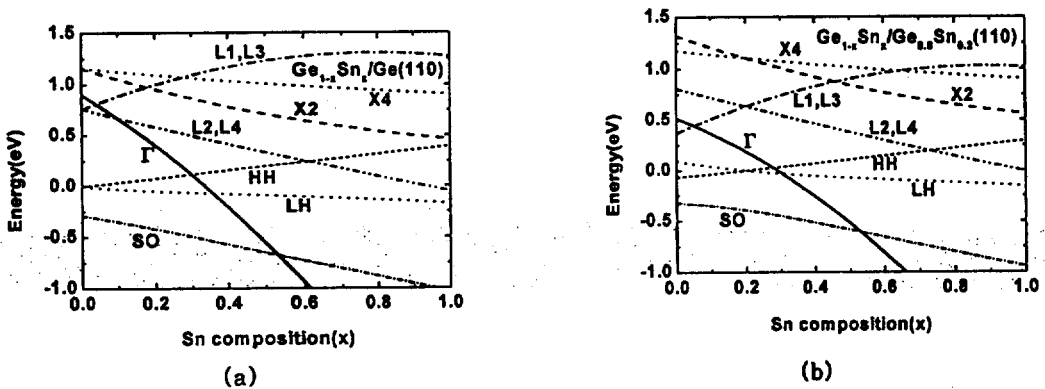 1.5
1.0
0.5
0.0
-0.5
-1.0
Energy(eV)
L1,L3
Ge1-xSnx/Ge(110)
X4
X2
L2,L4
Γ
HH
LH
SO
0.0 0.2 0.4 0.6 0.8 1.0
Sn composition(x)
(a)
1.5
1.0
0.5
0.0
-0.5
-1.0
Energy(eV)
X4
Ge1-xSnx/Ge0.8Sn0.2(110)
L1,L3
X2
L2,L4
Γ
HH
LH
SO
0.0 0.2 0.4 0.6 0.8 1.0
Sn composition(x)
(b)